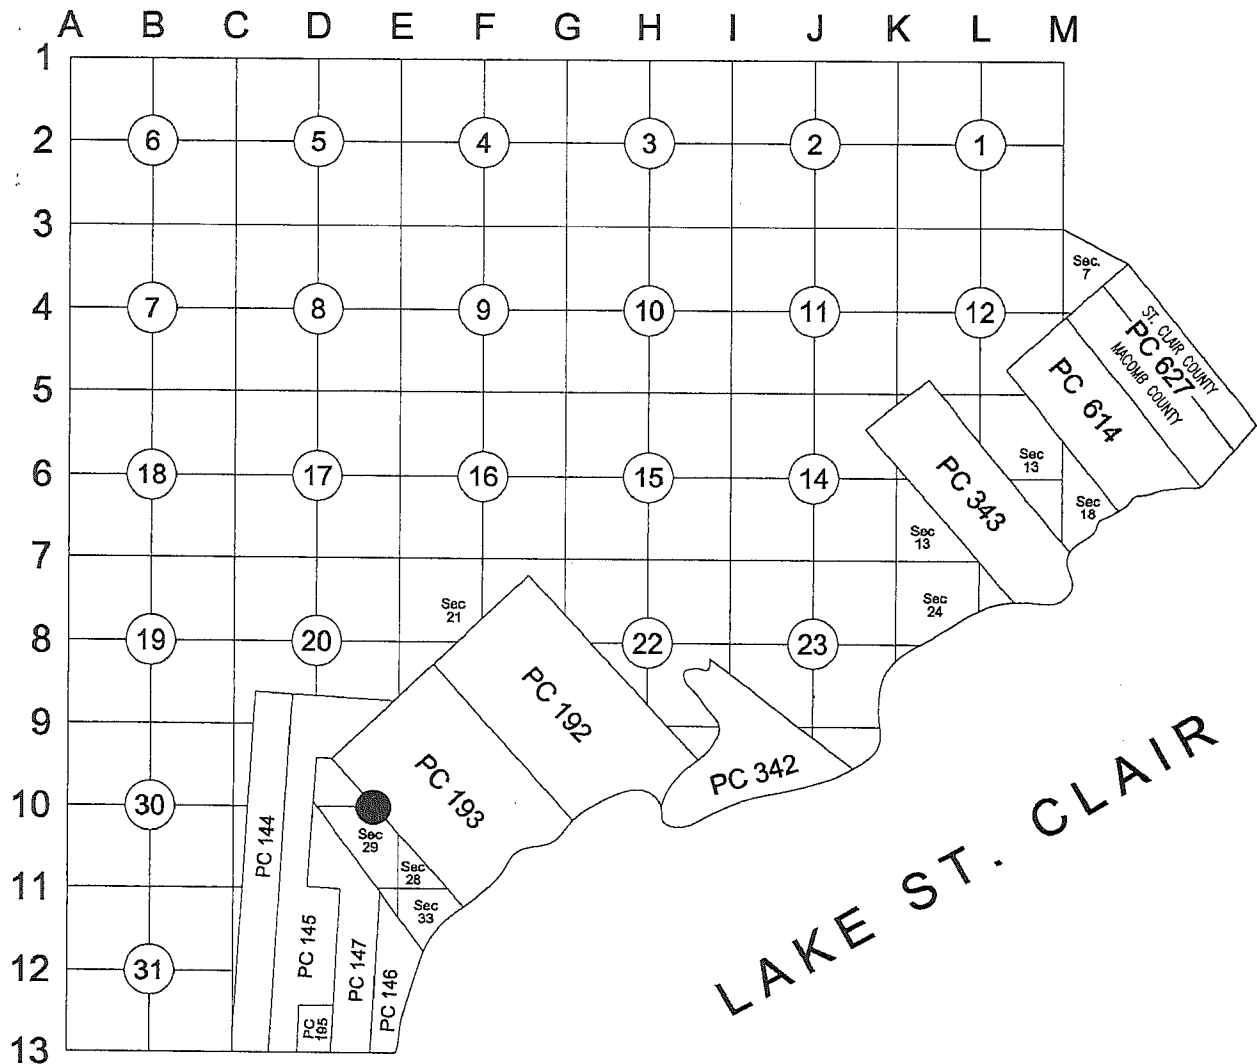 A B C D E F G H I J K L M
1
6 5 4 3 2 1
2
3
Sec.
7
4
7 8 9 10 11 12
ST. CLAIR COUNTY
PC 627
MACOMB COUNTY
5
PC 614
6
18 17 16 15 14
Sec
13
PC 343
Sec
18
Sec
13
7
Sec
21
Sec
24
8
19 20 22 23
9
PC 192
PC 193
PC 342
10
30
Sec
29
PC 144
Sec
28
11
Sec
33
PC 145
PC 147
PC 146
12
31
PC
195
13
LAKE ST. CLAIR